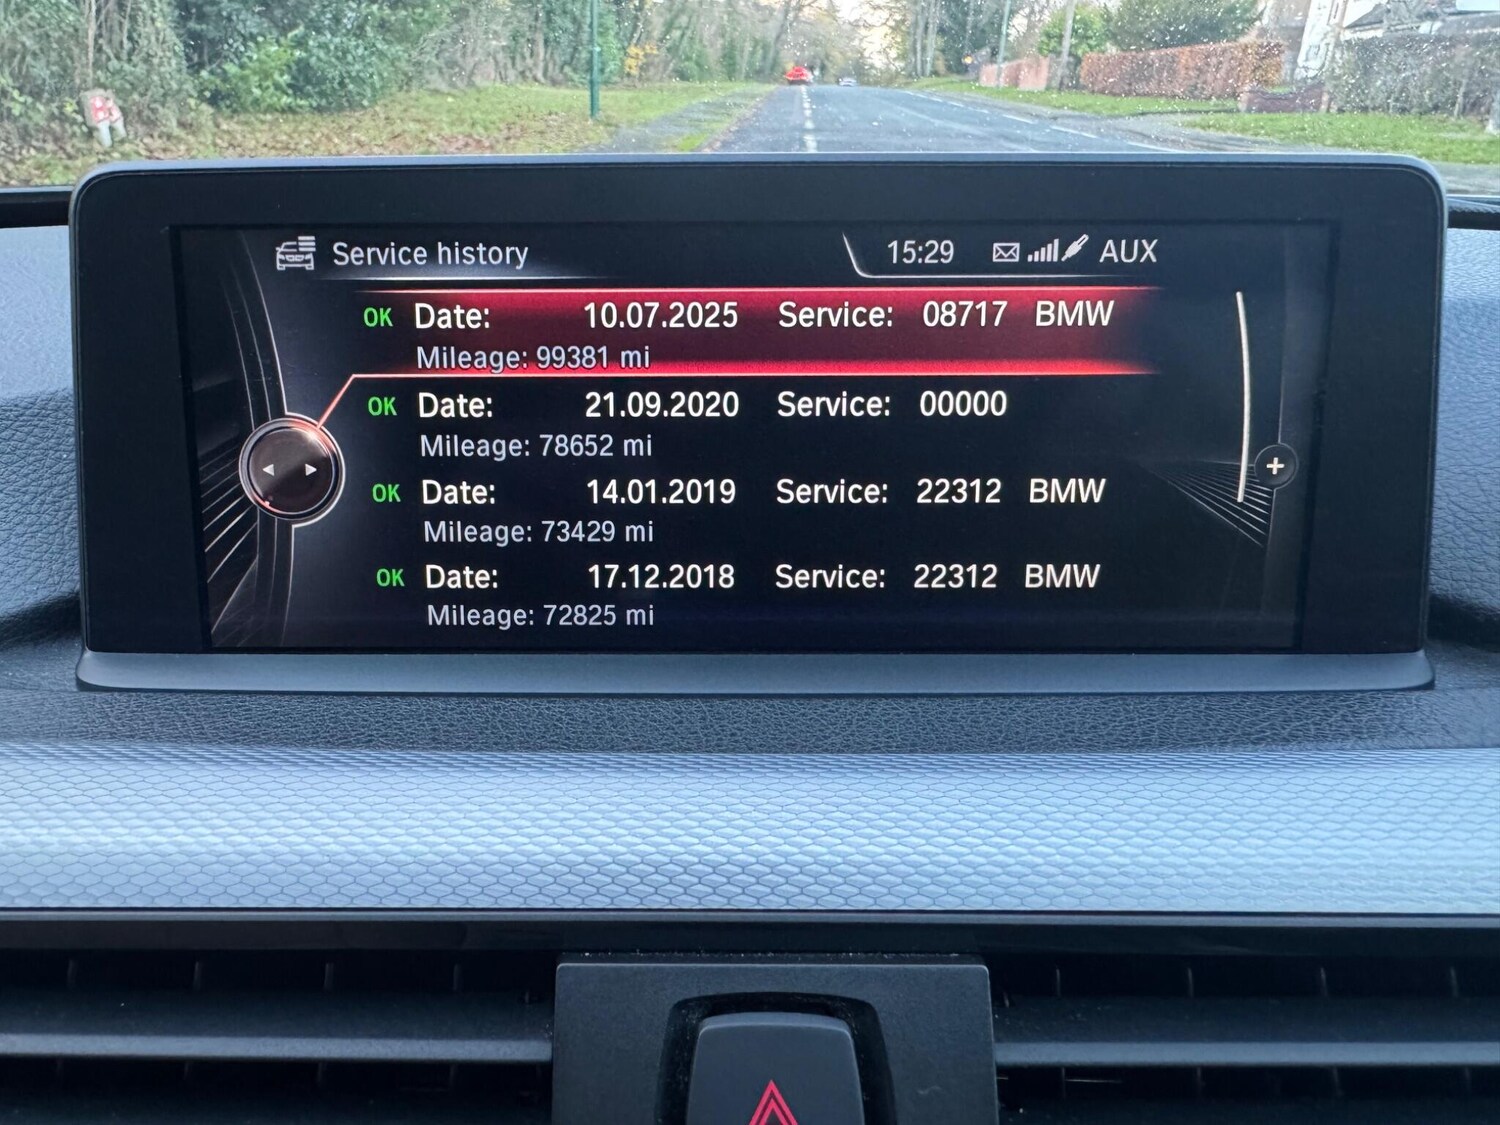 Service history 15:29 AUX
OK Date: 10.07.2025 Service: 08717 BMW
Mileage: 99381 mi
OK Date: 21.09.2020 Service: 00000
Mileage: 78652 mi
OK Date: 14.01.2019 Service: 22312 BMW
Mileage: 73429 mi
OK Date: 17.12.2018 Service: 22312 BMW
Mileage: 72825 mi